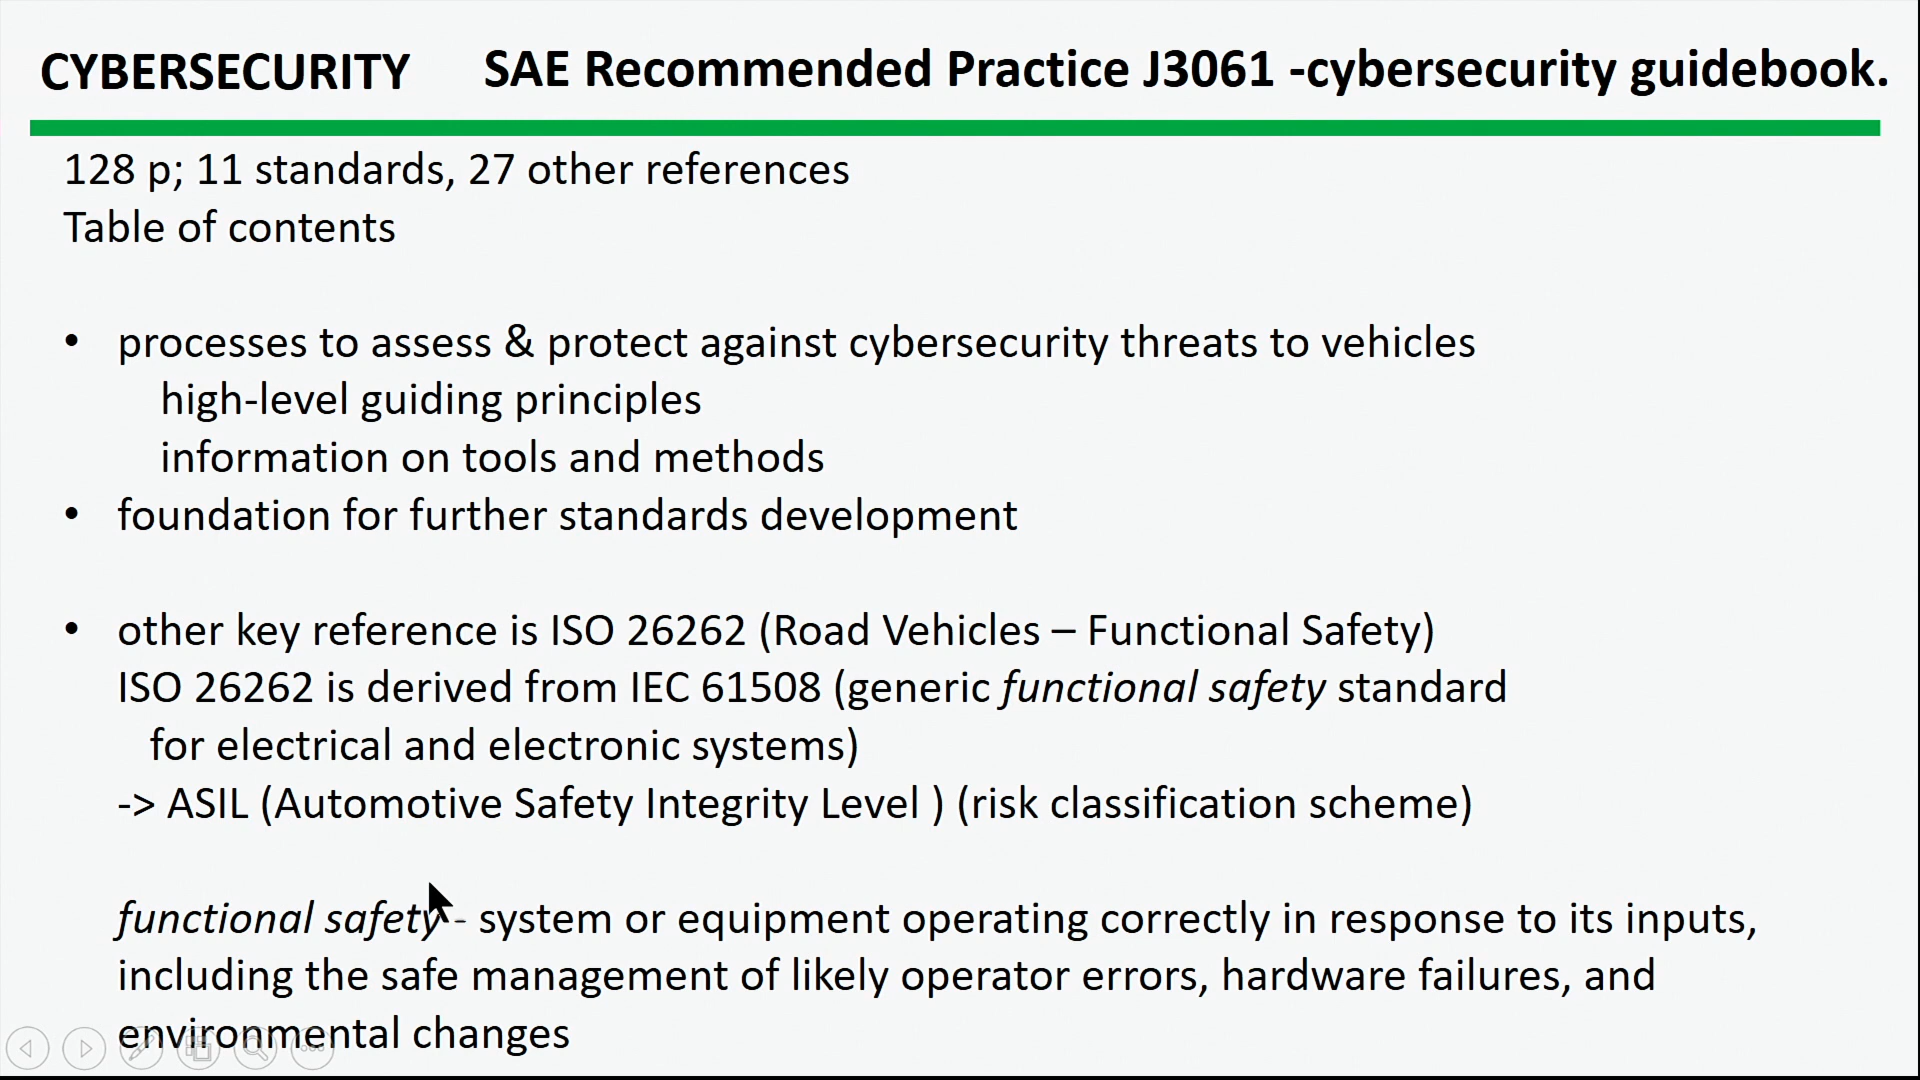 CYBERSECURITY SAE Recommended Practice J3061 -cybersecurity guidebook.
128 p; 11 standards, 27 other references
Table of contents
• processes to assess & protect against cybersecurity threats to vehicles
high-level guiding principles
information on tools and methods
• foundation for further standards development
• other key reference is ISO 26262 (Road Vehicles – Functional Safety)
ISO 26262 is derived from IEC 61508 (generic functional safety standard
for electrical and electronic systems)
-> ASIL (Automotive Safety Integrity Level ) (risk classification scheme)
functional safety - system or equipment operating correctly in response to its inputs,
including the safe management of likely operator errors, hardware failures, and
environmental changes